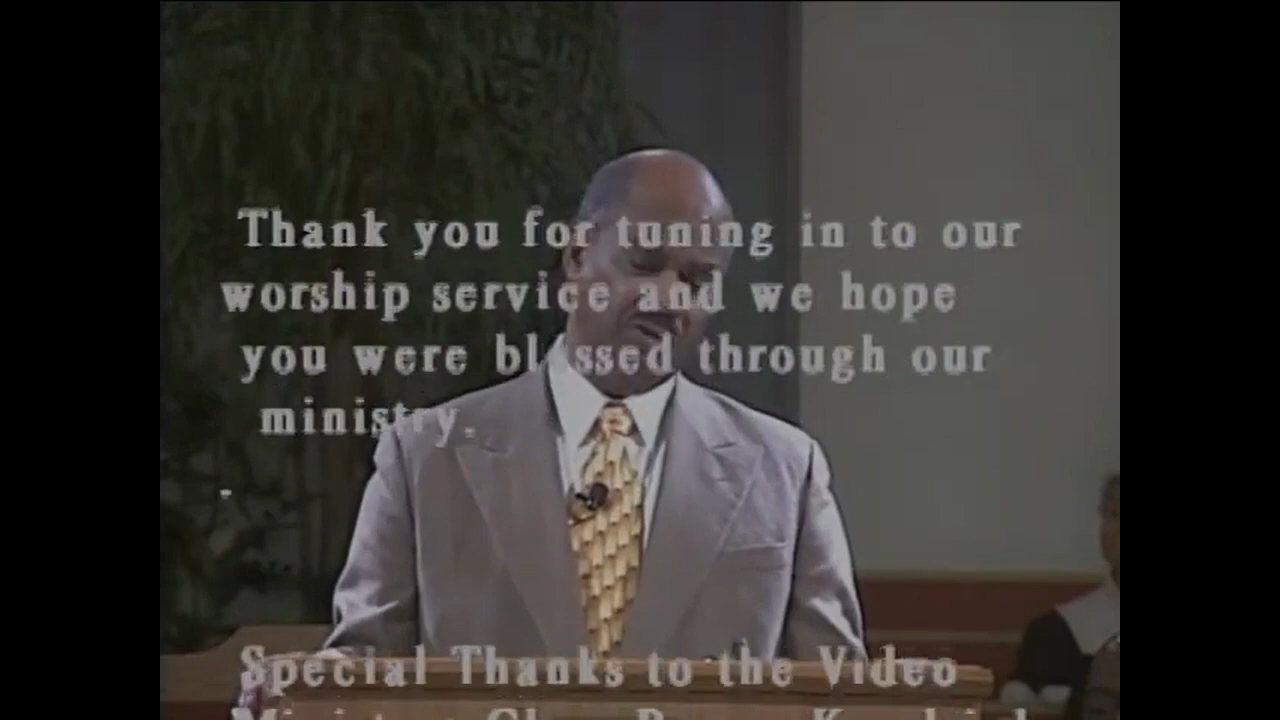 Thank you for tuning in to our
worship service and we hope
you were blessed through our
ministry.
Special Thanks to the Video